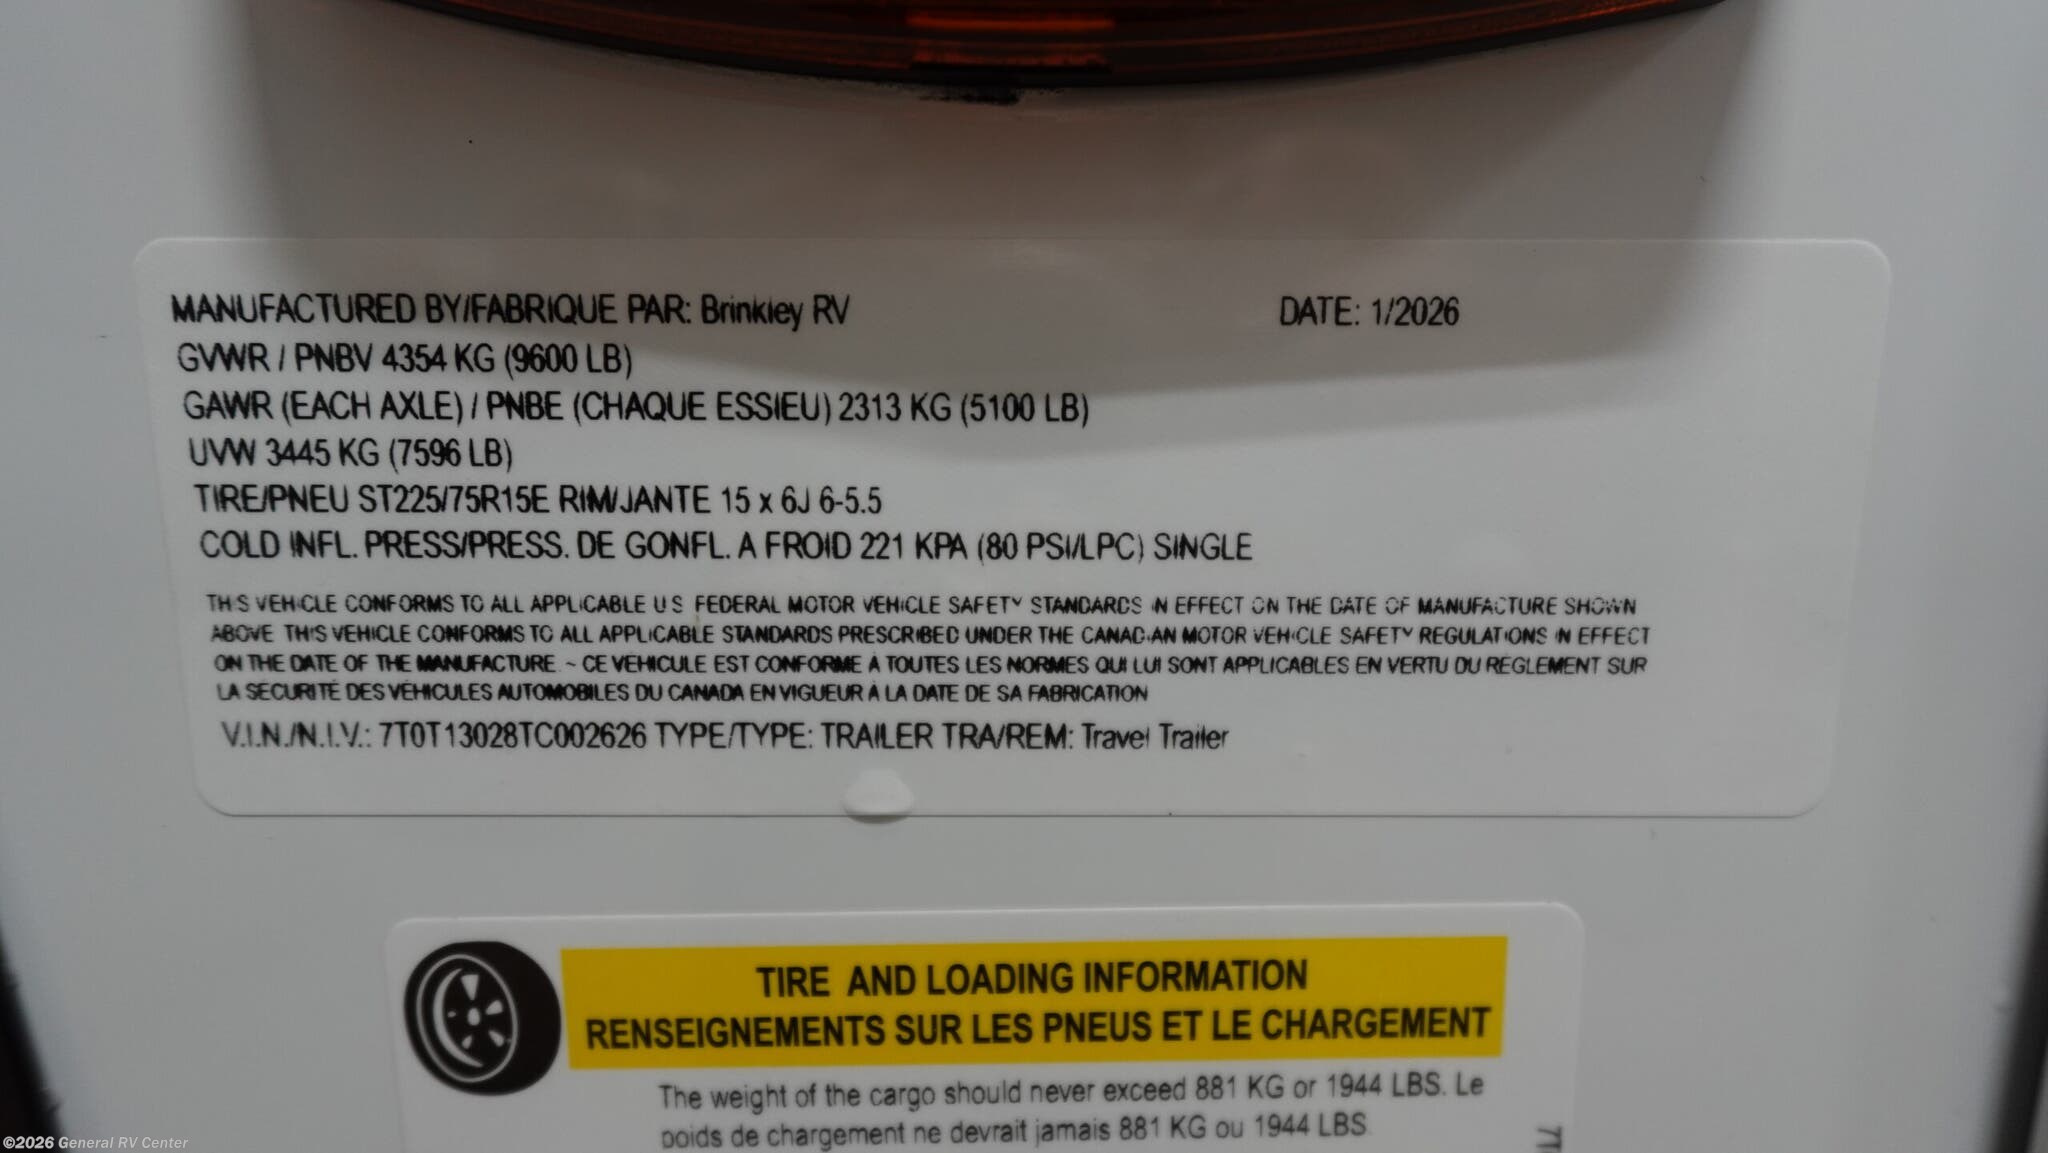 MANUFACTURED BY/FABRIQUE PAR: Brinkley RV DATE: 1/2026
GVWR / PNBV 4354 KG (9600 LB)
GAWR (EACH AXLE) / PNBE (CHAQUE ESSIEU) 2313 KG (5100 LB)
UVW 3445 KG (7596 LB)
TIRE/PNEU ST225/75R15E RIM/JANTE 15 x 6J 6-5.5
COLD INFL. PRESS/PRESS. DE GONFL. A FROID 221 KPA (80 PSI/LPC) SINGLE
THIS VEHICLE CONFORMS TO ALL APPLICABLE U S FEDERAL MOTOR VEHICLE SAFETY STANDARDS IN EFFECT ON THE DATE OF MANUFACTURE SHOWN
ABOVE THIS VEHICLE CONFORMS TO ALL APPLICABLE STANDARDS PRESCRIBED UNDER THE CANADIAN MOTOR VEHICLE SAFETY REGULATIONS IN EFFECT
ON THE DATE OF THE MANUFACTURE ~ CE VÉHICULE EST CONFORME À TOUTES LES NORMES QUI LUI SONT APPLICABLES EN VERTU DU RÈGLEMENT SUR
LA SÉCURITÉ DES VÉHICULES AUTOMOBILES DU CANADA EN VIGUEUR À LA DATE DE SA FABRICATION
V.I.N./N.I.V.: 7T0T13028TC002626 TYPE/TYPE: TRAILER TRA/REM: Travel Trailer
TIRE AND LOADING INFORMATION
RENSEIGNEMENTS SUR LES PNEUS ET LE CHARGEMENT
The weight of the cargo should never exceed 881 KG or 1944 LBS. Le
poids de chargement ne devrait jamais 881 KG ou 1944 LBS
©2026 General RV Center